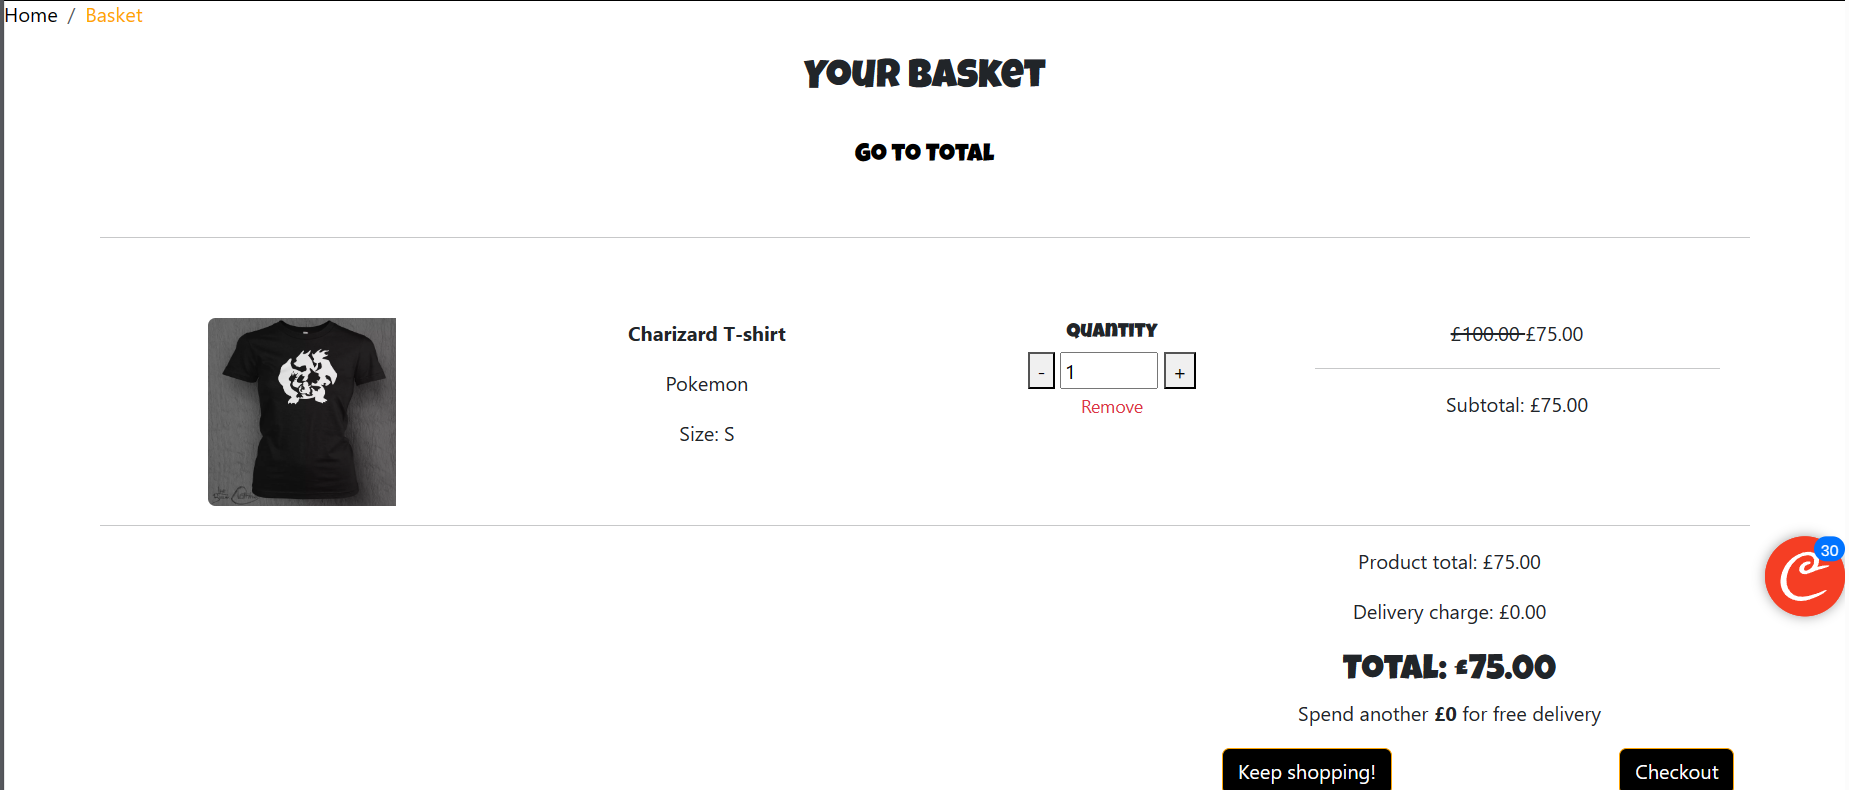 Home / Basket
YOUR BASKET
GO TO TOTAL
Charizard T-shirt
Pokemon
Size: S
QUANTITY
- 1 +
Remove
£100.00 £75.00
Subtotal: £75.00
Product total: £75.00
Delivery charge: £0.00
TOTAL: £75.00
Spend another £0 for free delivery
30
Keep shopping!
Checkout